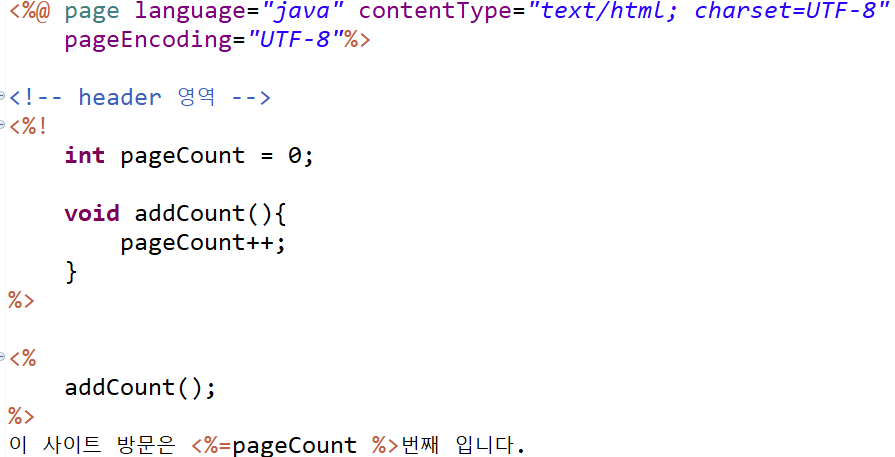 <%@ page language="java" contentType="text/html; charset=UTF-8"
    pageEncoding="UTF-8"%>
<!-- header 영역 -->
<%!
    int pageCount = 0;
    void addCount(){
        pageCount++;
    }
%>
<%
    addCount();
%>
이 사이트 방문은 <%=pageCount %>번째 입니다.